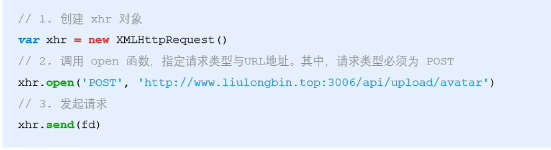 // 1. 创建 xhr 对象
var xhr = new XMLHttpRequest()
// 2. 调用 open 函数，指定请求类型与URL地址。其中，请求类型必须为 POST
xhr.open('POST', 'http://www.liulongbin.top:3006/api/upload/avatar')
// 3. 发起请求
xhr.send(fd)